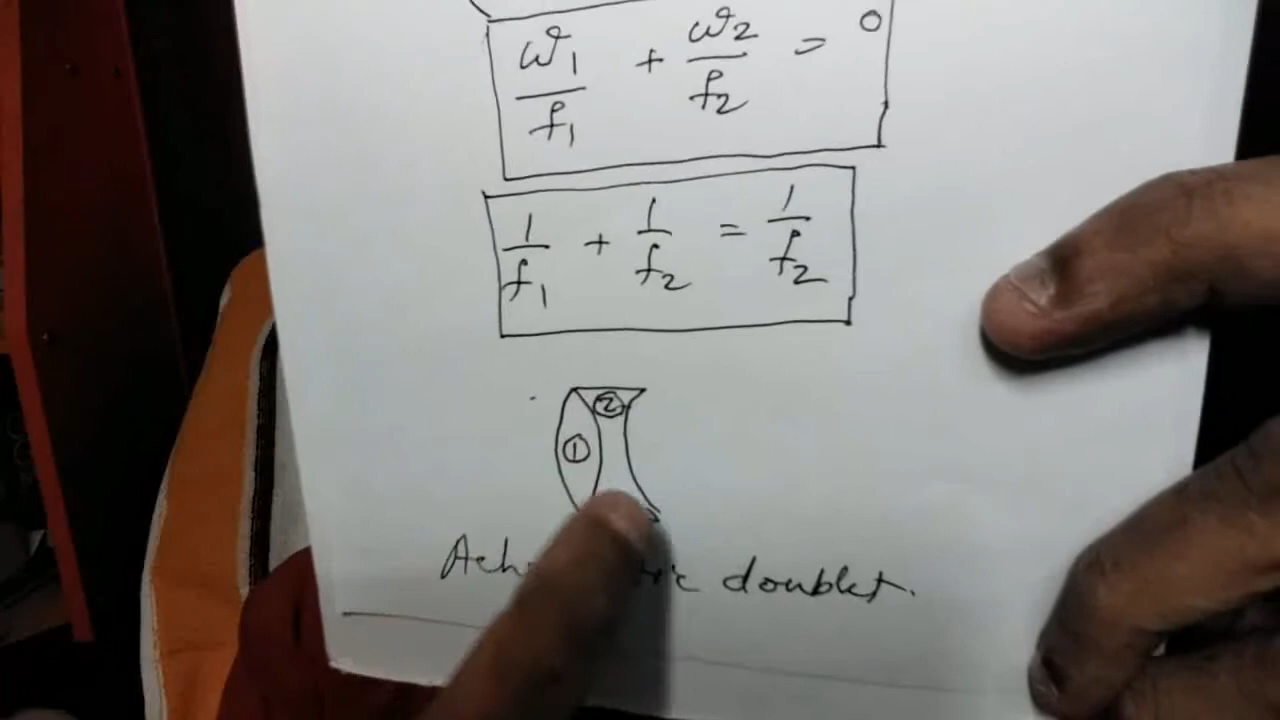 ω1/f1 + ω2/f2 = 0
1/f1 + 1/f2 = 1/f2
2
1
doublet.